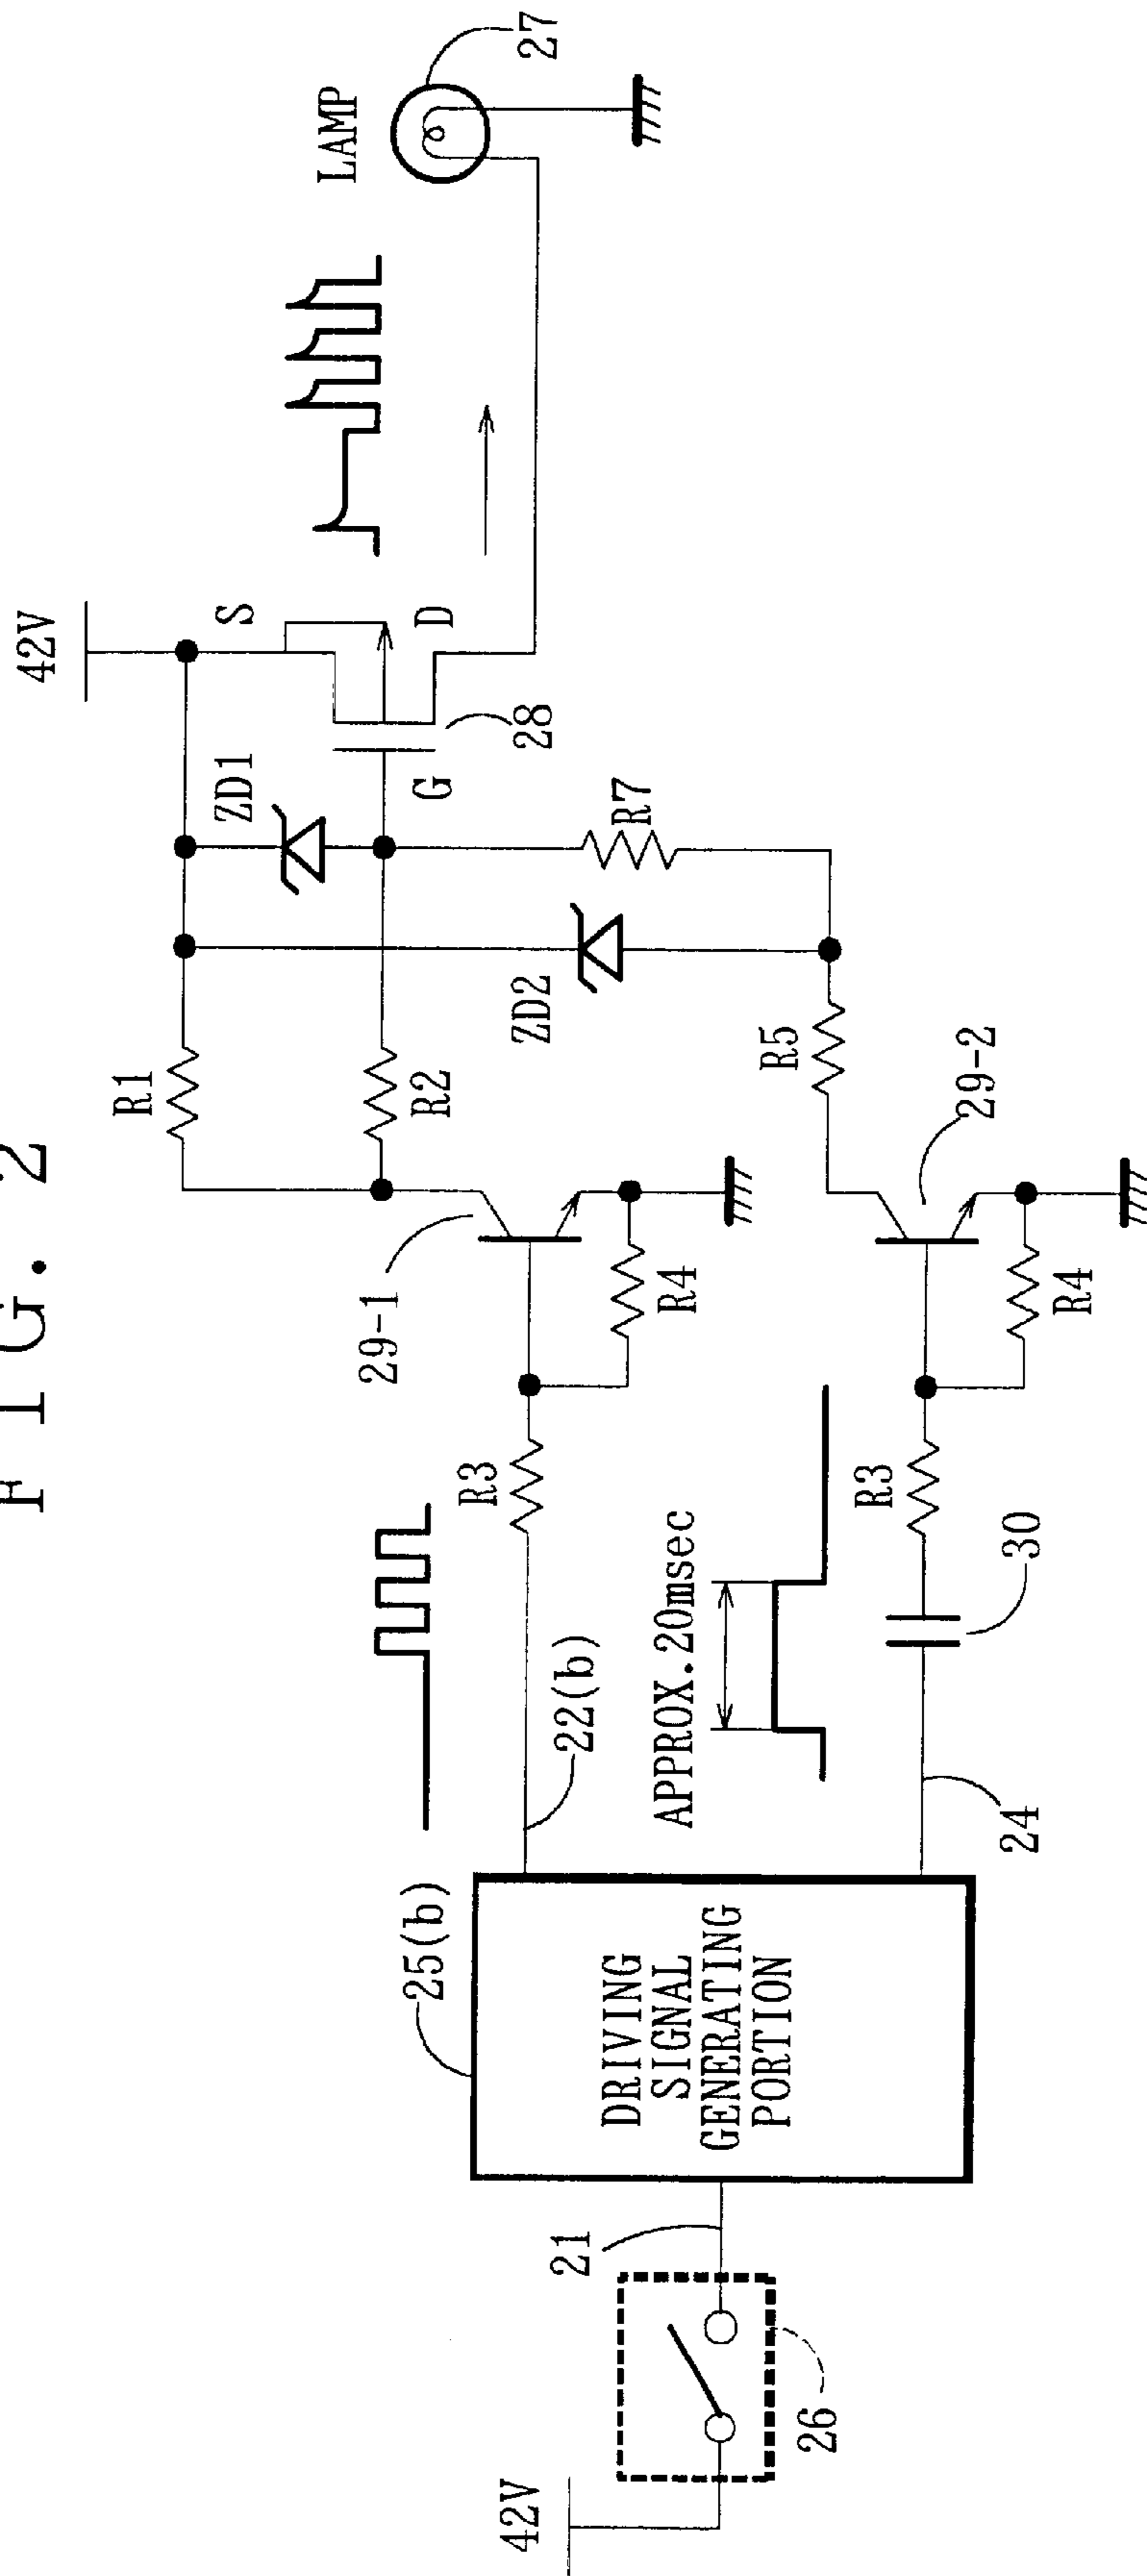 F I G. 2
42V
26
21
25(b)
DRIVING
SIGNAL
GENERATING
PORTION
22(b)
24
APPROX.20msec
30
R3
R3
29-1
R4
29-2
R4
R1
R2
R5
ZD1
ZD2
R7
42V
S
G
D
28
LAMP
27